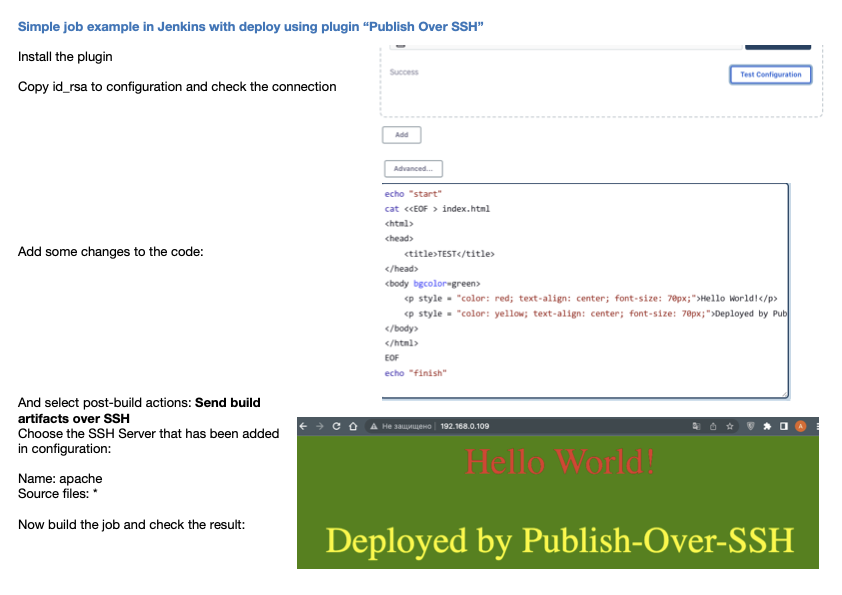 Simple job example in Jenkins with deploy using plugin “Publish Over SSH”
Install the plugin
Copy id_rsa to configuration and check the connection
Success
Test Configuration
Add
Advanced...
Add some changes to the code:
echo "start"
cat <<EOF > index.html
<html>
<head>
<title>TEST</title>
</head>
<body bgcolor=green>
<p style = "color: red; text-align: center; font-size: 70px;">Hello World!</p>
<p style = "color: yellow; text-align: center; font-size: 70px;">Deployed by Pub
</body>
</html>
EOF
echo "finish"
And select post-build actions: Send build
artifacts over SSH
Choose the SSH Server that has been added
in configuration:
Name: apache
Source files: *
Now build the job and check the result:
Не защищено | 192.168.0.109
A
Hello World!
Deployed by Publish-Over-SSH